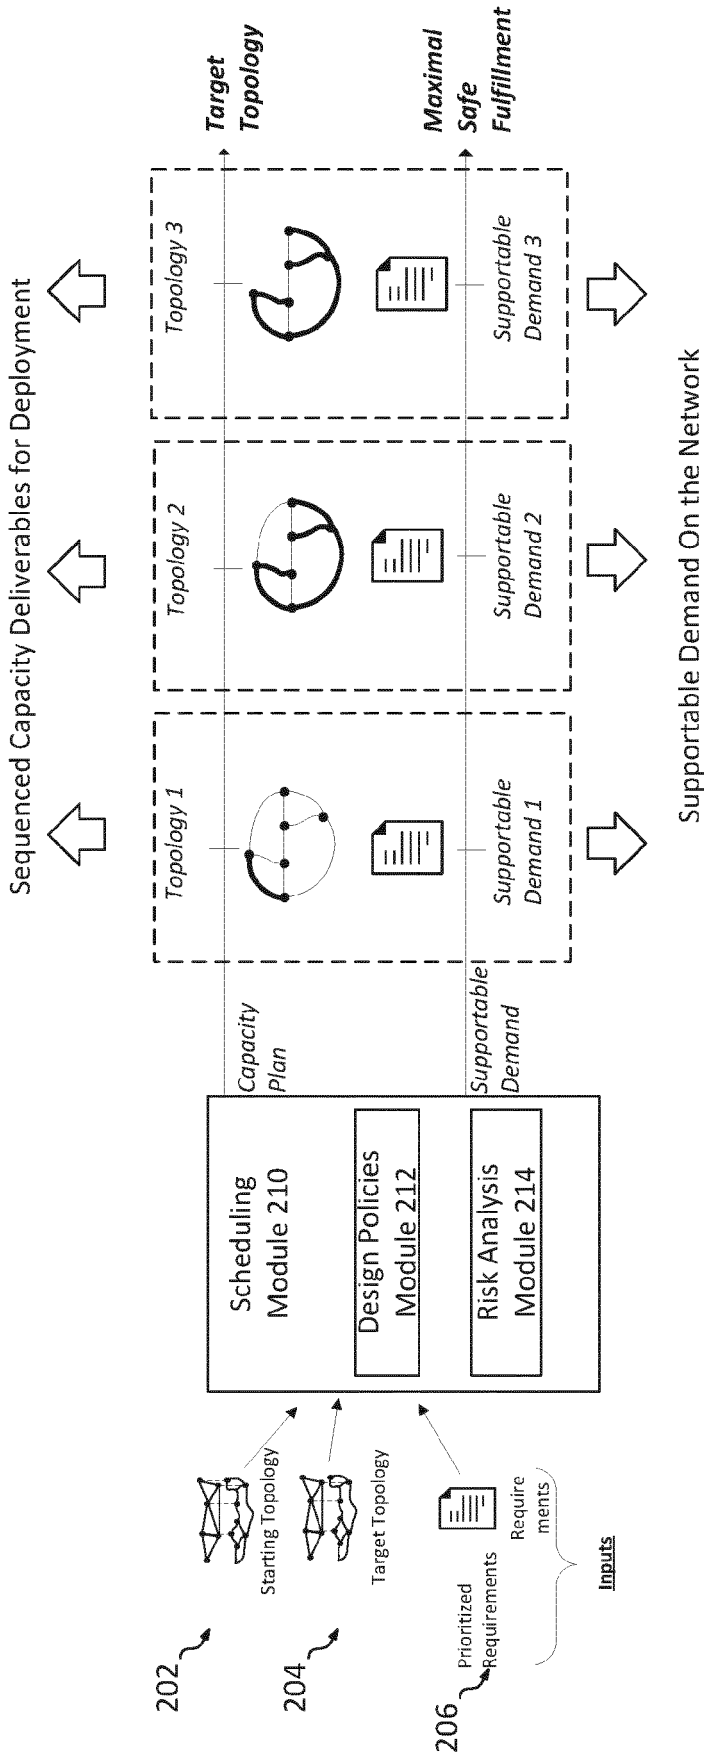 Sequenced Capacity Deliverables for Deployment
202
Starting Topology
204
Target Topology
206
Prioritized
Requirements
Require
ments
Inputs
Scheduling
Module 210
Design Policies
Module 212
Risk Analysis
Module 214
Capacity
Plan
Supportable
Demand
Topology 1
Supportable
Demand 1
Topology 2
Supportable
Demand 2
Topology 3
Supportable
Demand 3
Target
Topology
Maximal
Safe
Fulfillment
Supportable Demand On the Network